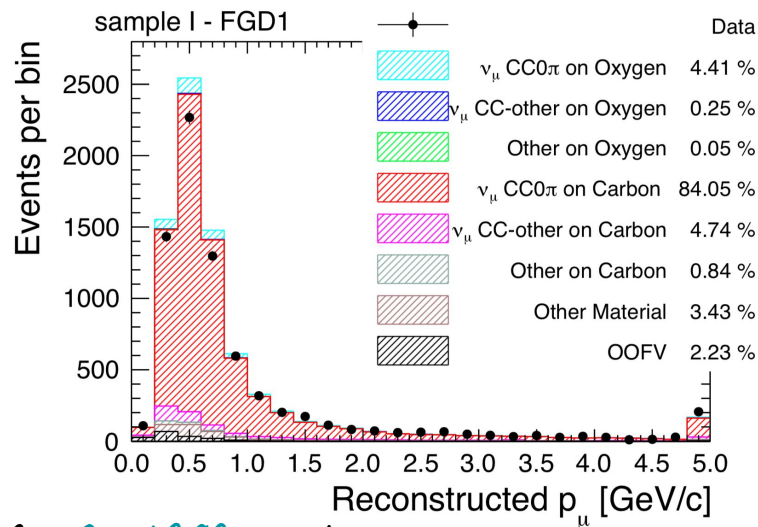 sample I - FGD1
Data
νμ CC0π on Oxygen 4.41 %
νμ CC-other on Oxygen 0.25 %
Other on Oxygen 0.05 %
νμ CC0π on Carbon 84.05 %
νμ CC-other on Carbon 4.74 %
Other on Carbon 0.84 %
Other Material 3.43 %
OOFV 2.23 %
Events per bin
2500
2000
1500
1000
500
0
0.0 0.5 1.0 1.5 2.0 2.5 3.0 3.5 4.0 4.5 5.0
Reconstructed pμ [GeV/c]